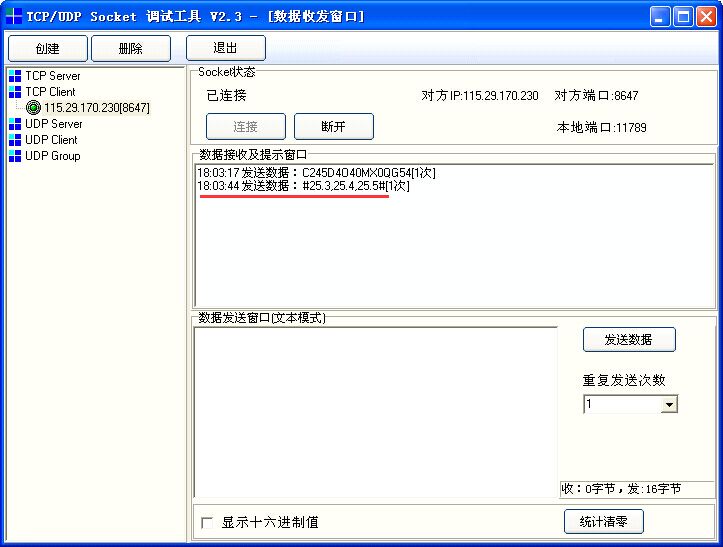 TCP/UDP Socket 调试工具 V2.3 - [数据收发窗口]
创建 删除 退出
TCP Server
TCP Client
115.29.170.230[8647]
UDP Server
UDP Client
UDP Group
Socket状态
已连接 对方IP:115.29.170.230 对方端口:8647
连接 断开 本地端口:11789
数据接收及提示窗口
18:03:17 发送数据：C245D4O40MX0QG54[1次]
18:03:44 发送数据：#25.3,25.4,25.5#[1次]
数据发送窗口(文本模式)
发送数据
重复发送次数
1
收：0字节，发:16字节
显示十六进制值
统计清零